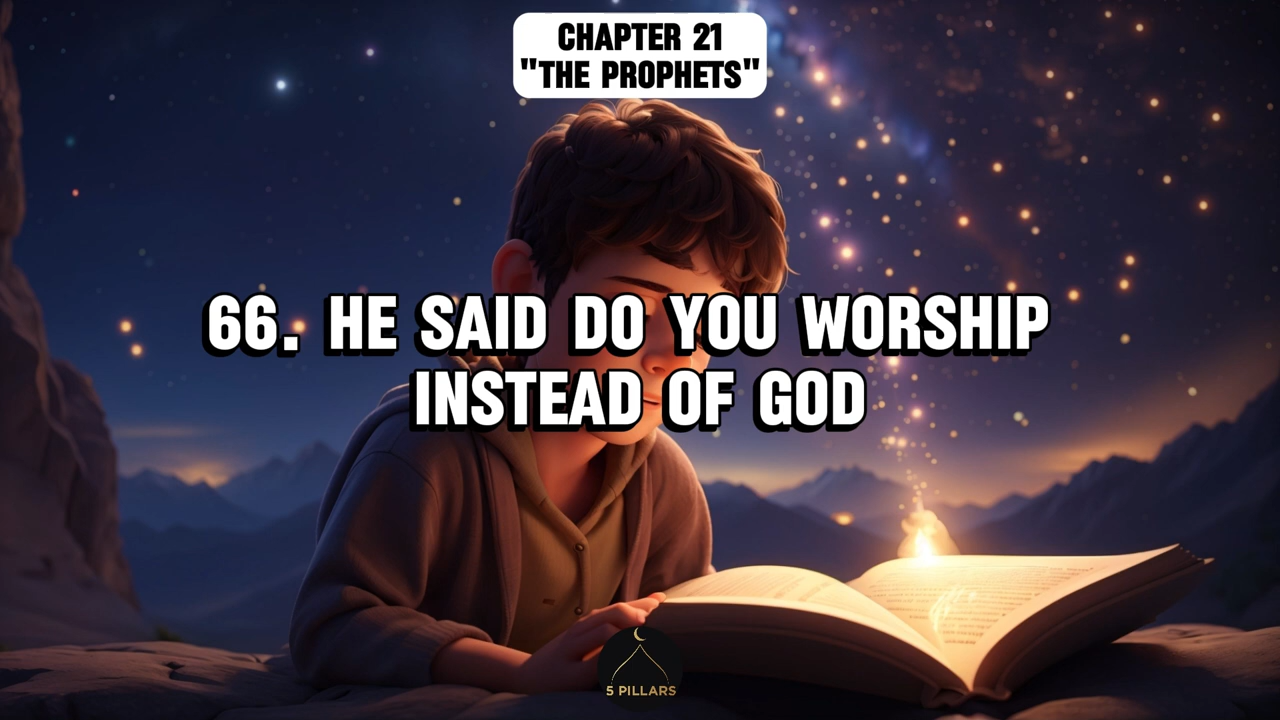 CHAPTER 21
"THE PROPHETS"
66. HE SAID DO YOU WORSHIP
INSTEAD OF GOD
5 PILLARS